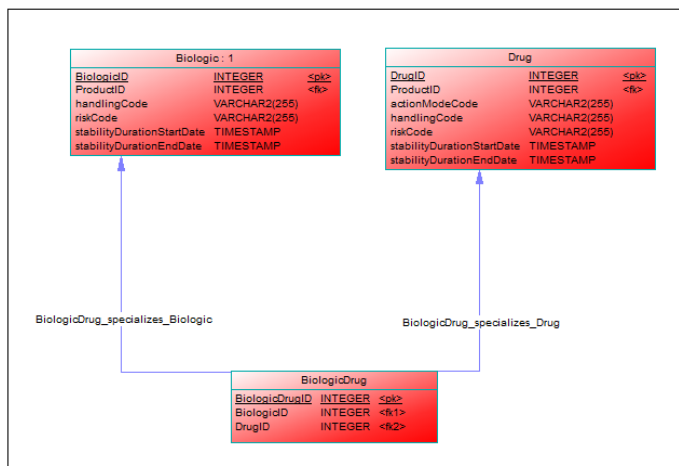 Biologic : 1
BiologicID INTEGER <pk>
ProductID INTEGER <fk>
handlingCode VARCHAR2(255)
riskCode VARCHAR2(255)
stabilityDurationStartDate TIMESTAMP
stabilityDurationEndDate TIMESTAMP
Drug
DrugID INTEGER <pk>
ProductID INTEGER <fk>
actionModeCode VARCHAR2(255)
handlingCode VARCHAR2(255)
riskCode VARCHAR2(255)
stabilityDurationStartDate TIMESTAMP
stabilityDurationEndDate TIMESTAMP
BiologicDrug_specializes_Biologic
BiologicDrug_specializes_Drug
BiologicDrug
BiologicDrugID INTEGER <pk>
BiologicID INTEGER <fk1>
DrugID INTEGER <fk2>